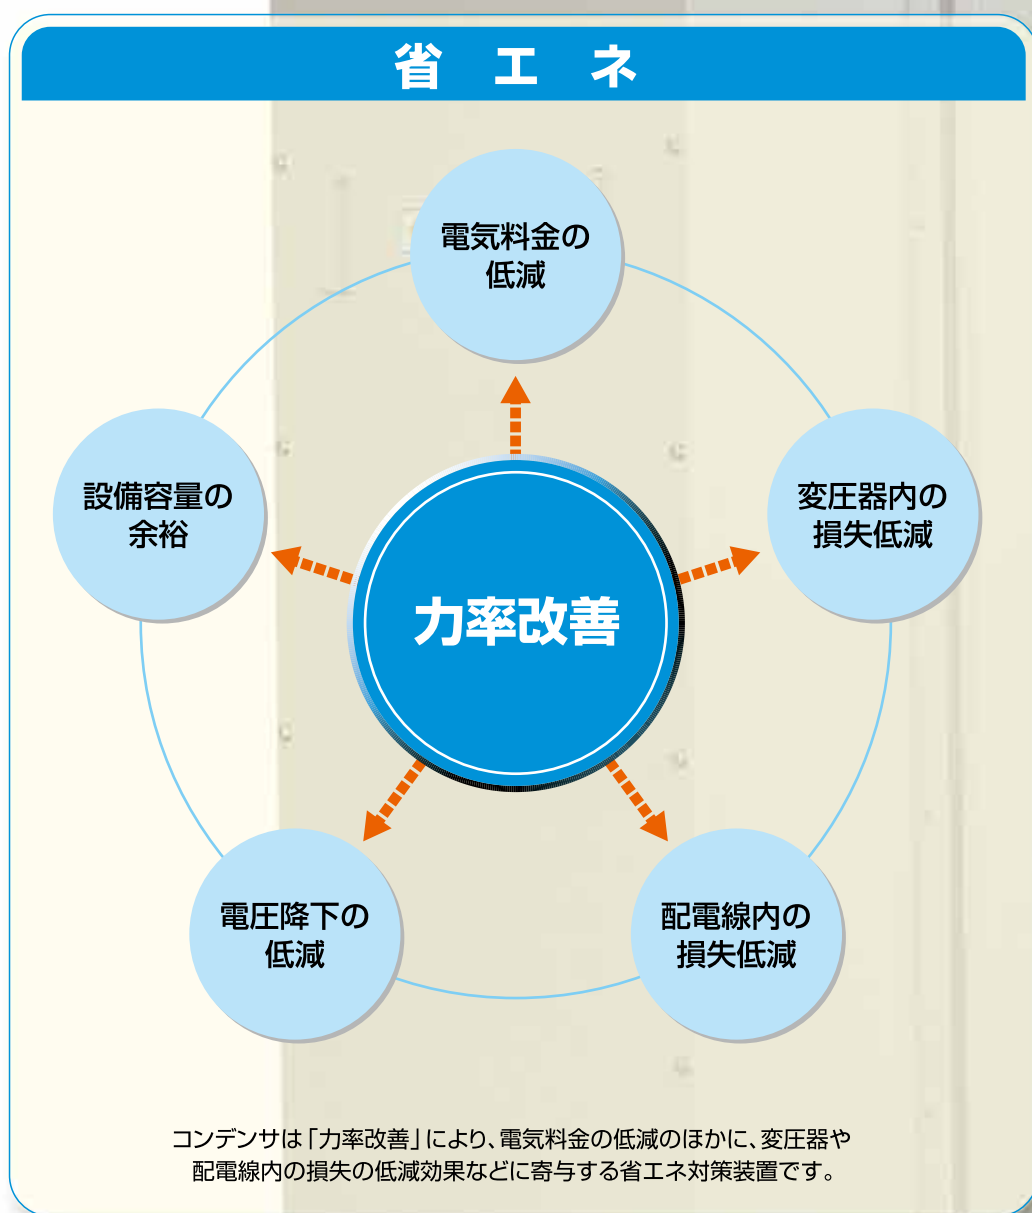 省エネ
電気料金の
低減
設備容量の
余裕
変圧器内の
損失低減
力率改善
電圧降下の
低減
配電線内の
損失低減
コンデンサは「力率改善」により、電気料金の低減のほかに、変圧器や
配電線内の損失の低減効果などに寄与する省エネ対策装置です。